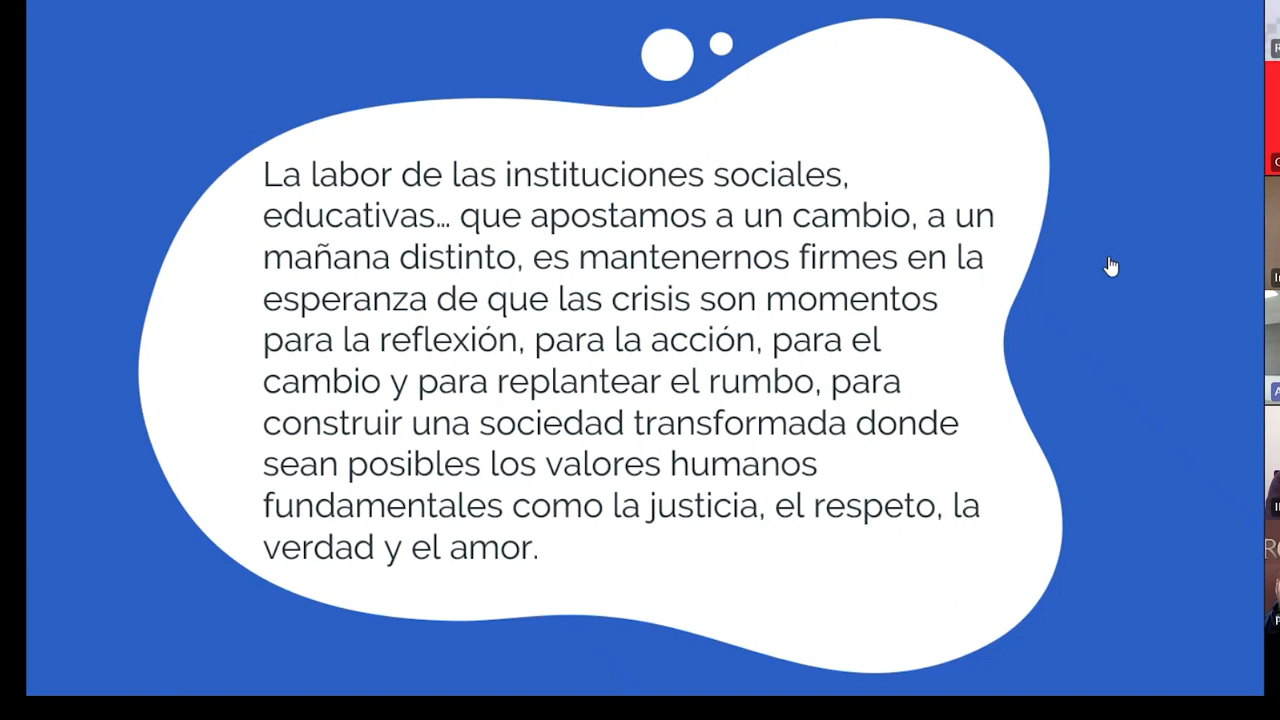 La labor de las instituciones sociales,
educativas... que apostamos a un cambio, a un
mañana distinto, es mantenernos firmes en la
esperanza de que las crisis son momentos
para la reflexión, para la acción, para el
cambio y para replantear el rumbo, para
construir una sociedad transformada donde
sean posibles los valores humanos
fundamentales como la justicia, el respeto, la
verdad y el amor.